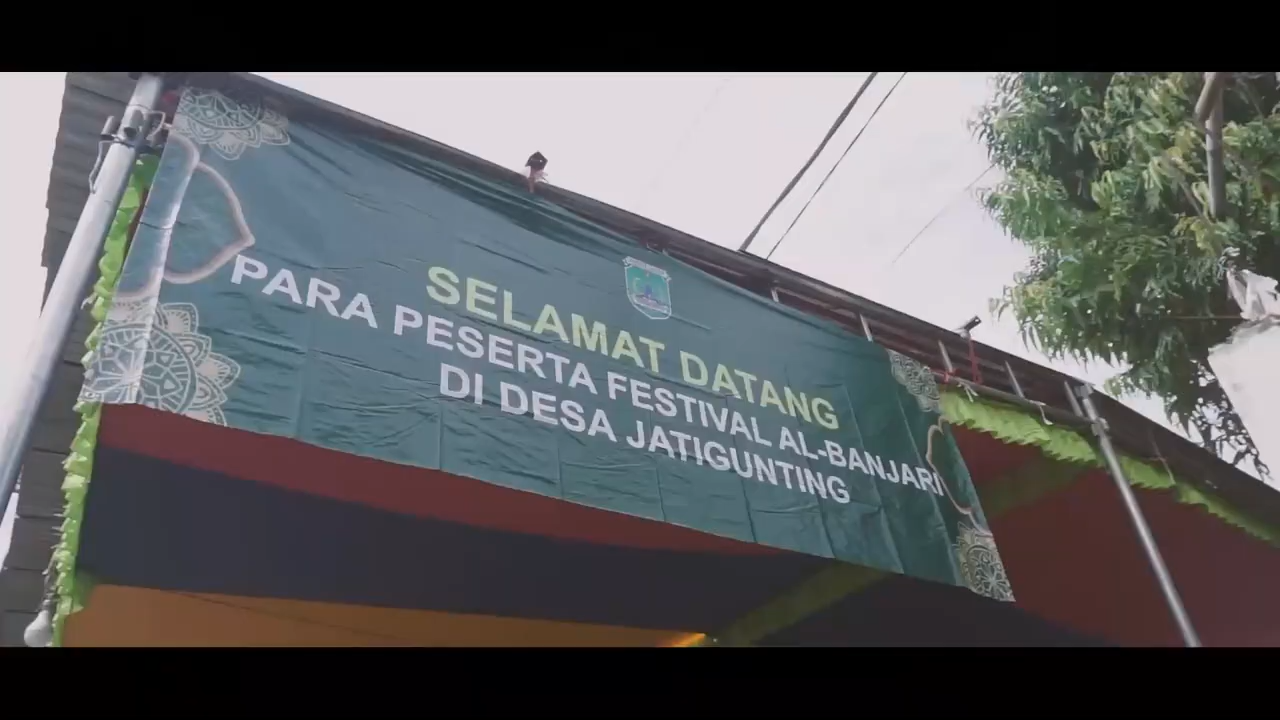 SELAMAT DATANG
PARA PESERTA FESTIVAL AL-BANJARI
DI DESA JATIGUNTING